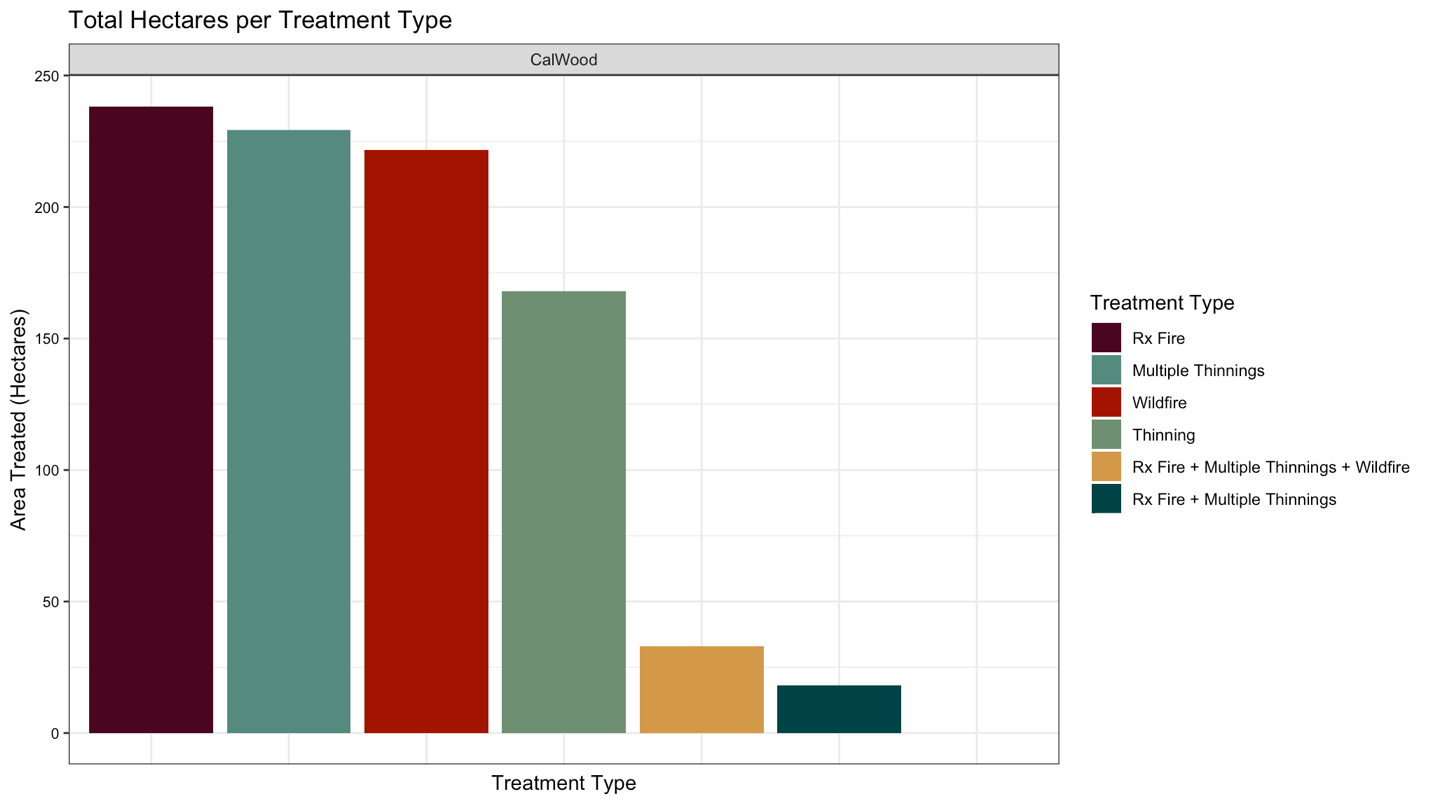 Total Hectares per Treatment Type
CalWood
250
200
150
100
50
0
Area Treated (Hectares)
Treatment Type
Treatment Type
Rx Fire
Multiple Thinnings
Wildfire
Thinning
Rx Fire + Multiple Thinnings + Wildfire
Rx Fire + Multiple Thinnings